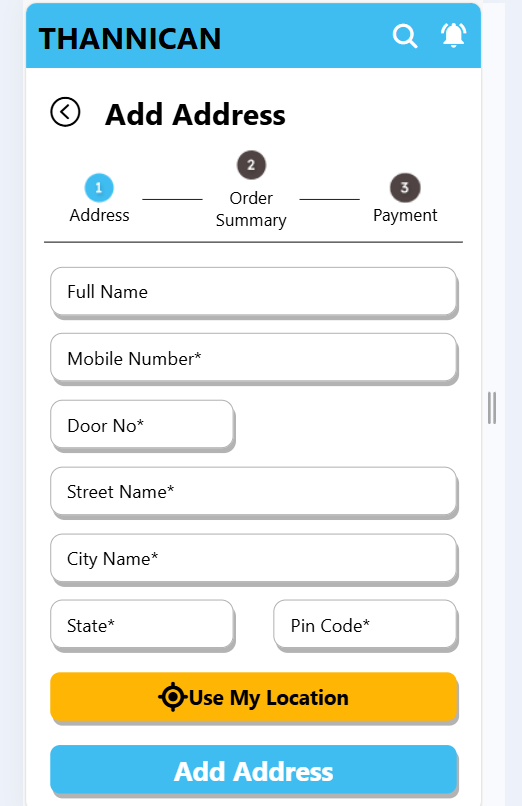 THANNICAN
Add Address
1
Address
2
Order
Summary
3
Payment
Full Name
Mobile Number*
Door No*
Street Name*
City Name*
State*
Pin Code*
Use My Location
Add Address